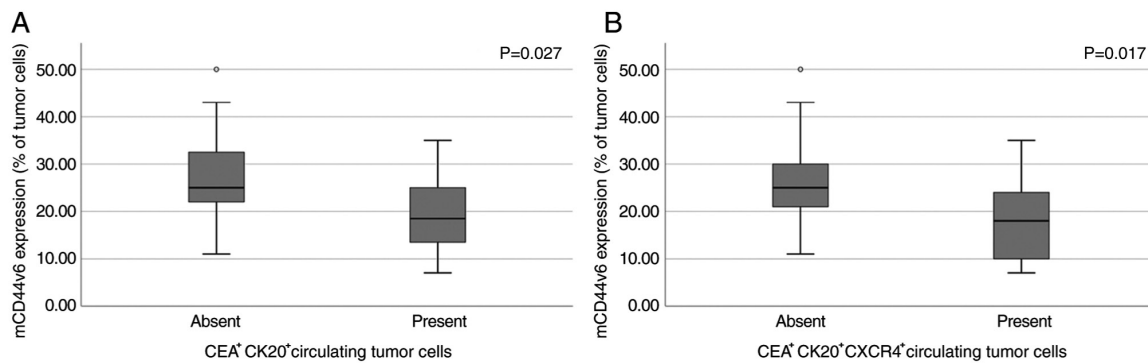 A
P=0.027
mCD44v6 expression (% of tumor cells)
50.00
40.00
30.00
20.00
10.00
0.00
Absent
Present
CEA⁺ CK20⁺circulating tumor cells
B
P=0.017
mCD44v6 expression (% of tumor cells)
50.00
40.00
30.00
20.00
10.00
0.00
Absent
Present
CEA⁺ CK20⁺CXCR4⁺circulating tumor cells